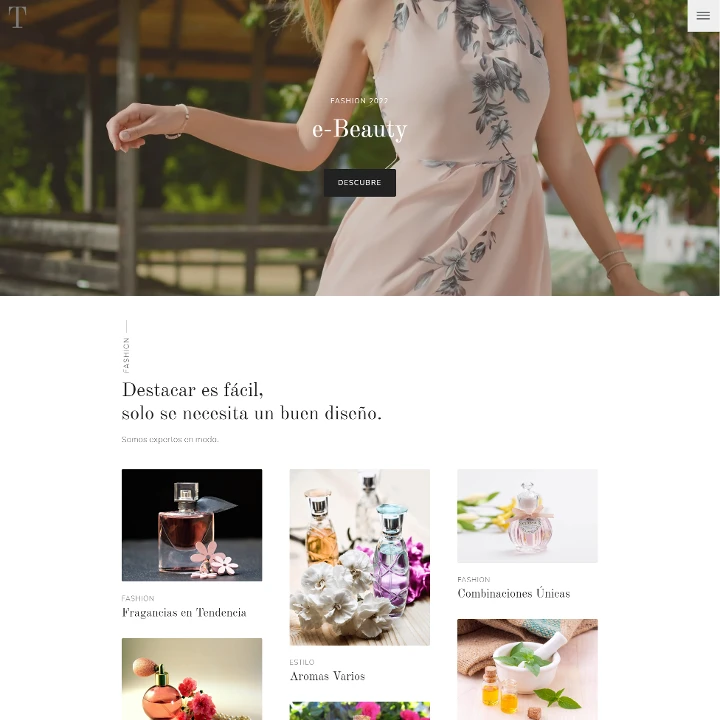 T
FASHION 2022
e-Beauty
DESCUBRE
FASHION
Destacar es fácil,
solo se necesita un buen diseño.
Somos expertos en moda.
FASHION
Fragancias en Tendencia
ESTILO
Aromas Varios
FASHION
Combinaciones Únicas